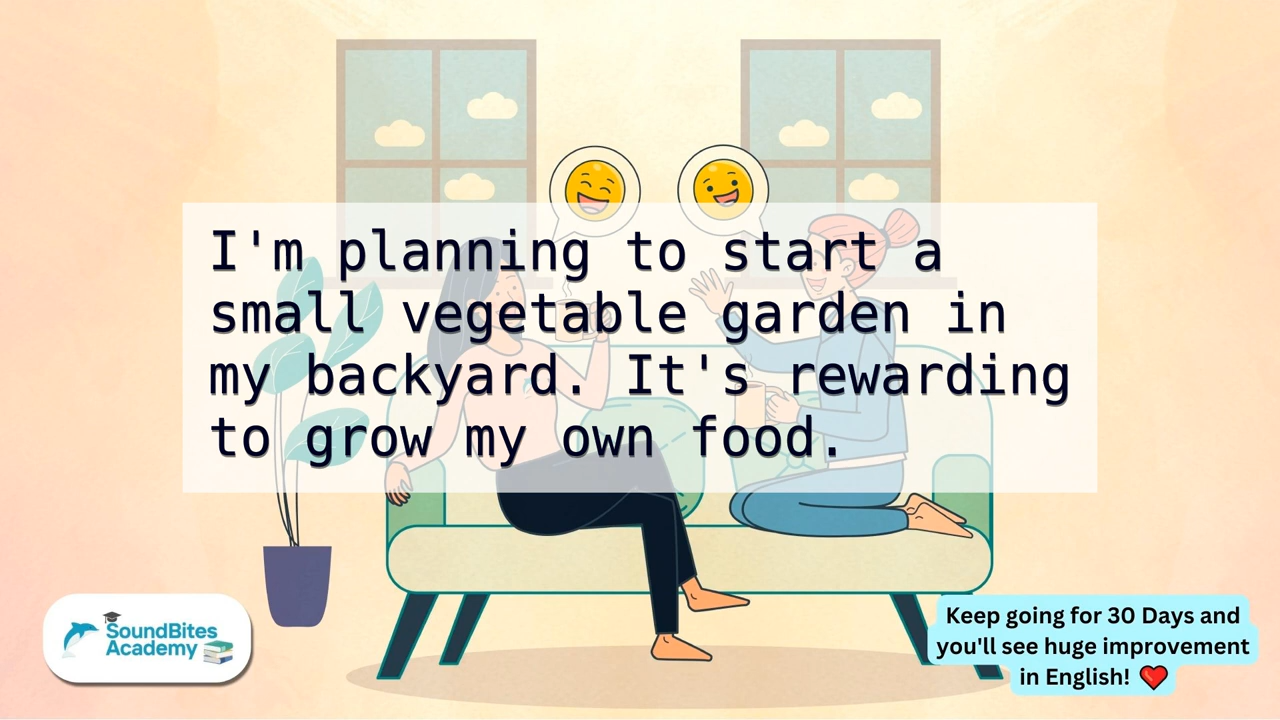 I'm planning to start a
small vegetable garden in
my backyard. It's rewarding
to grow my own food.
SoundBites
Academy
Keep going for 30 Days and
you'll see huge improvement
in English! ❤️